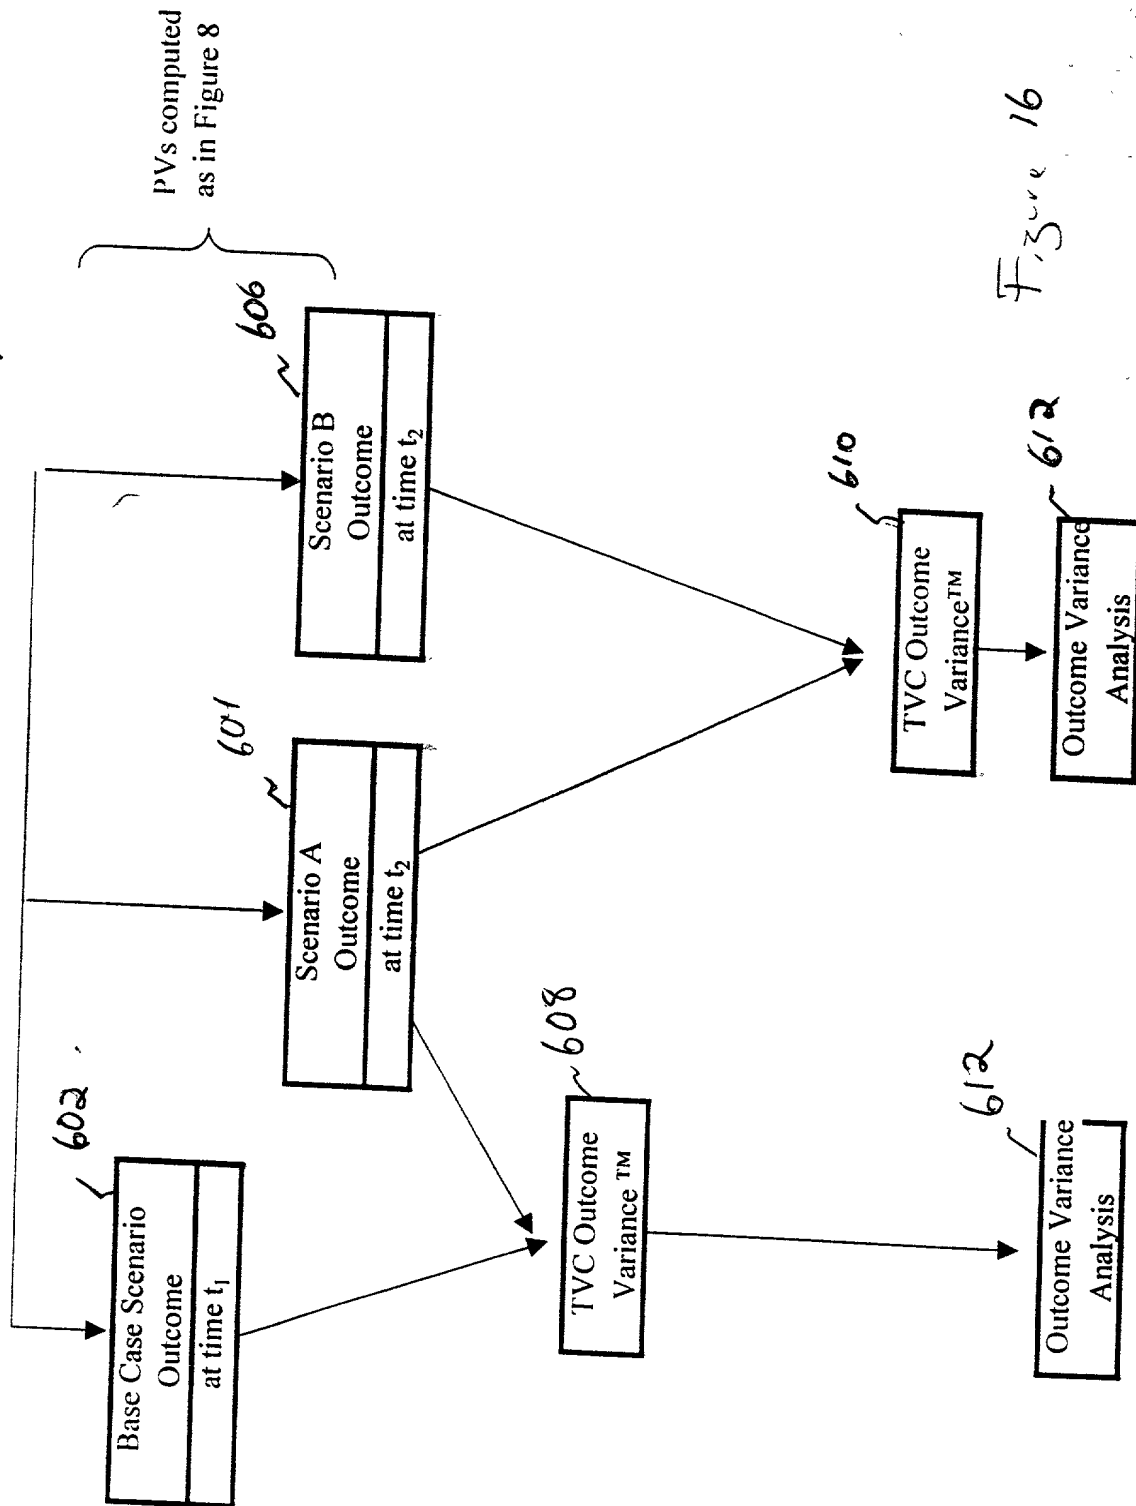 PVs computed
as in Figure 8
602
Base Case Scenario
Outcome
at time t₁
601
Scenario A
Outcome
at time t₂
606
Scenario B
Outcome
at time t₂
608
TVC Outcome
Variance ™
610
TVC Outcome
Variance™
612
Outcome Variance
Analysis
612
Outcome Variance
Analysis
Figure 16